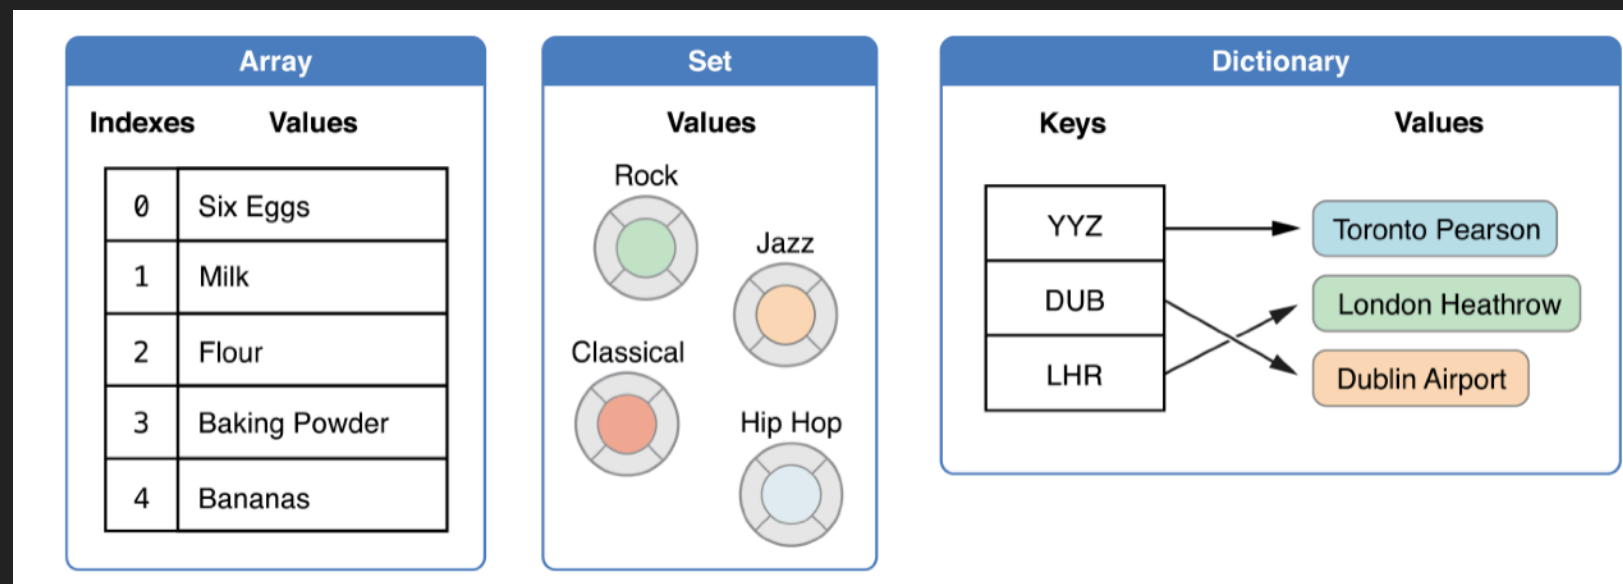 Array
Indexes Values
0 Six Eggs
1 Milk
2 Flour
3 Baking Powder
4 Bananas
Set
Values
Rock
Jazz
Classical
Hip Hop
Dictionary
Keys Values
YYZ Toronto Pearson
DUB London Heathrow
LHR Dublin Airport